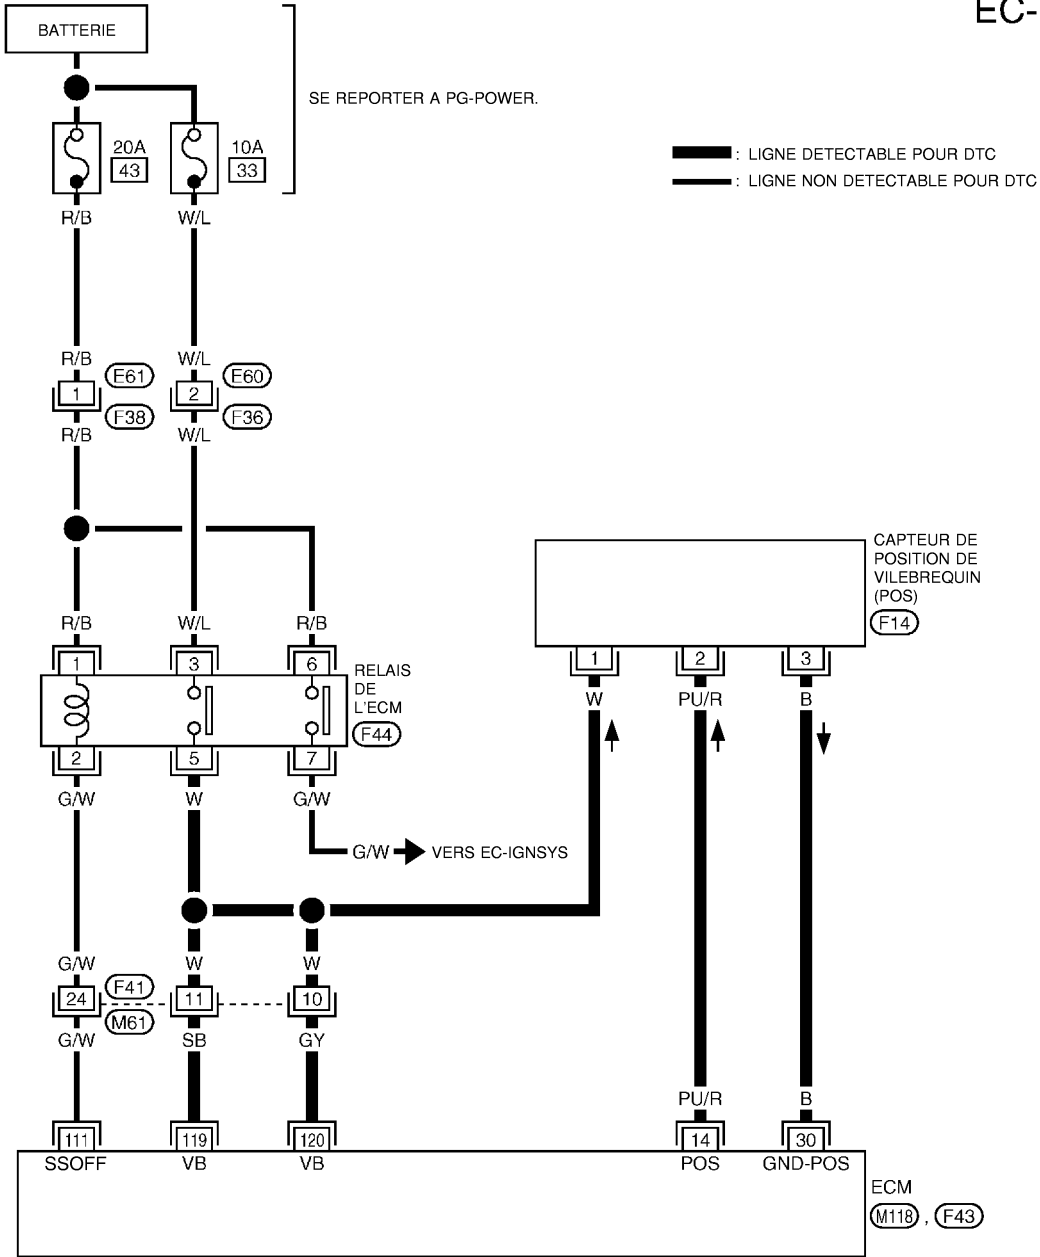 EC-
BATTERIE
SE REPORTER A PG-POWER.
20A
43
10A
33
: LIGNE DETECTABLE POUR DTC
: LIGNE NON DETECTABLE POUR DTC
R/B
W/L
R/B
W/L
E61
E60
1
2
F38
F36
R/B
W/L
CAPTEUR DE
POSITION DE
VILEBREQUIN
(POS)
F14
R/B
W/L
R/B
1
3
6
1
2
3
RELAIS
DE
L'ECM
F44
W
PU/R
B
2
5
7
G/W
W
G/W
G/W
VERS EC-IGNSYS
G/W
W
W
F41
24
11
10
M61
G/W
SB
GY
PU/R
B
111
119
120
14
30
SSOFF
VB
VB
POS
GND-POS
ECM
M118 , F43